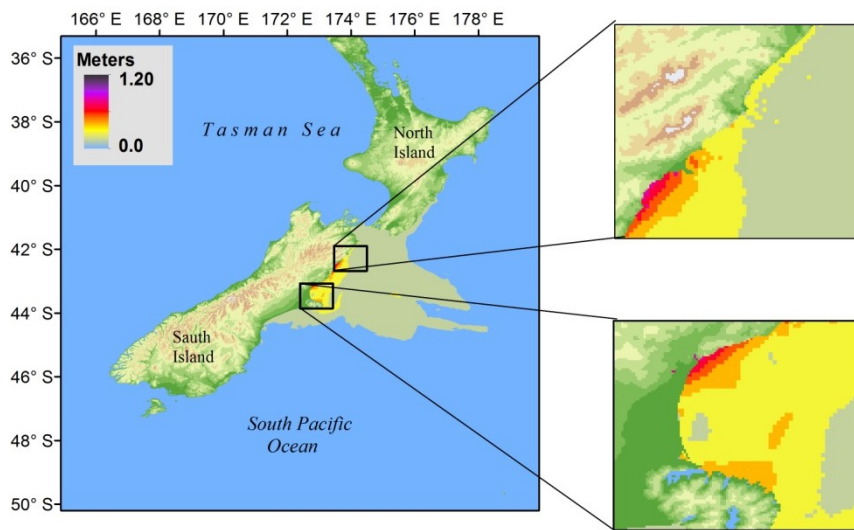 166° E 168° E 170° E 172° E 174° E 176° E 178° E
36° S
38° S
40° S
42° S
44° S
46° S
48° S
50° S
Meters
1.20
0.0
Tasman Sea
North
Island
Sauth
Island
South Pacific
Ocean